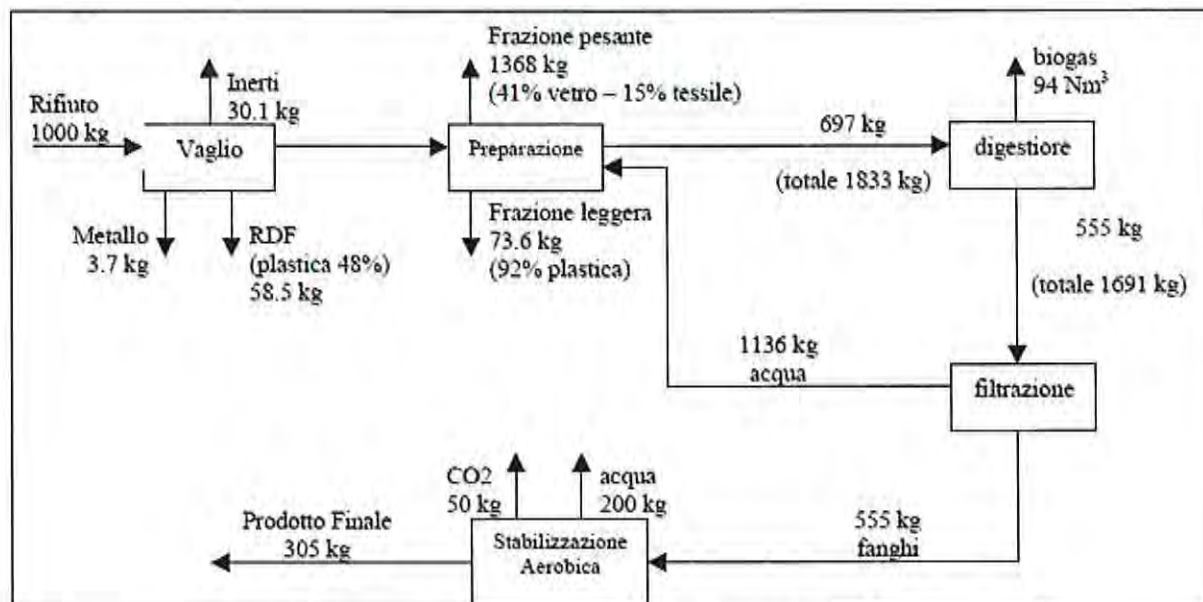 Rifiuto
1000 kg
Inerti
30.1 kg
Vaglio
Metallo
3.7 kg
RDF
(plastica 48%)
58.5 kg
Frazione pesante
1368 kg
(41% vetro – 15% tessile)
Preparazione
Frazione leggera
73.6 kg
(92% plastica)
697 kg
(totale 1833 kg)
biogas
94 Nm³
digestiore
555 kg
(totale 1691 kg)
1136 kg
acqua
filtrazione
CO2
50 kg
acqua
200 kg
Prodotto Finale
305 kg
Stabilizzazione
Aerobica
555 kg
fanghi